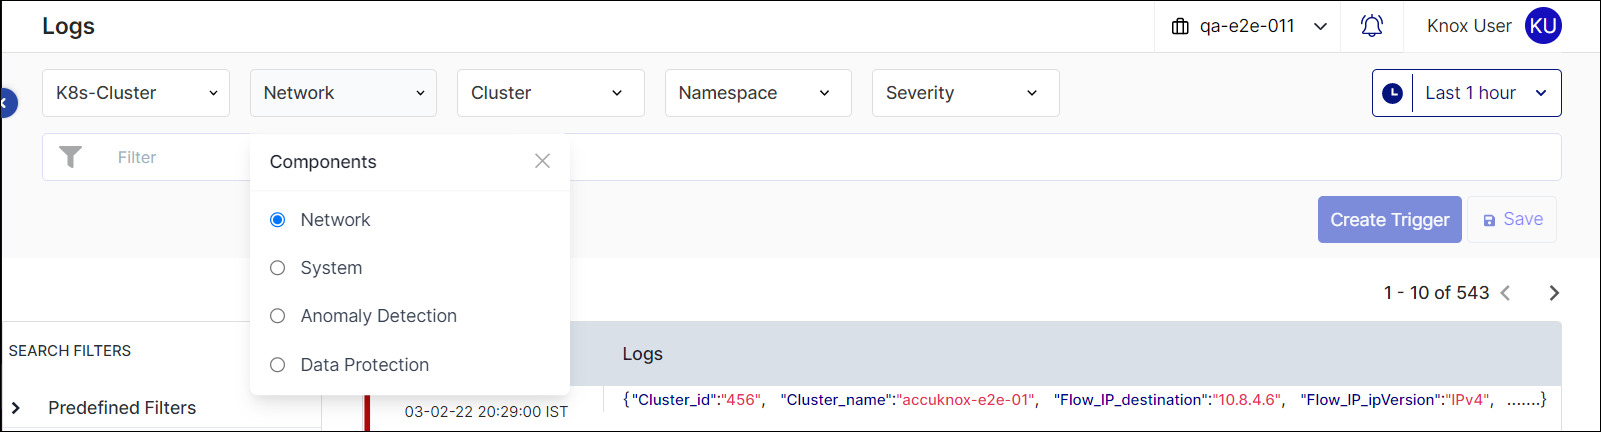 Logs
qa-e2e-011
Knox User
KU
K8s-Cluster
Network
Cluster
Namespace
Severity
Last 1 hour
Filter
Components
Network
System
Anomaly Detection
Data Protection
Create Trigger
Save
1 - 10 of 543
SEARCH FILTERS
Logs
Predefined Filters
03-02-22 20:29:00 IST
{"Cluster_id":"456", "Cluster_name":"accuknox-e2e-01", "Flow_IP_destination":"10.8.4.6", "Flow_IP_ipVersion":"IPv4", .......}